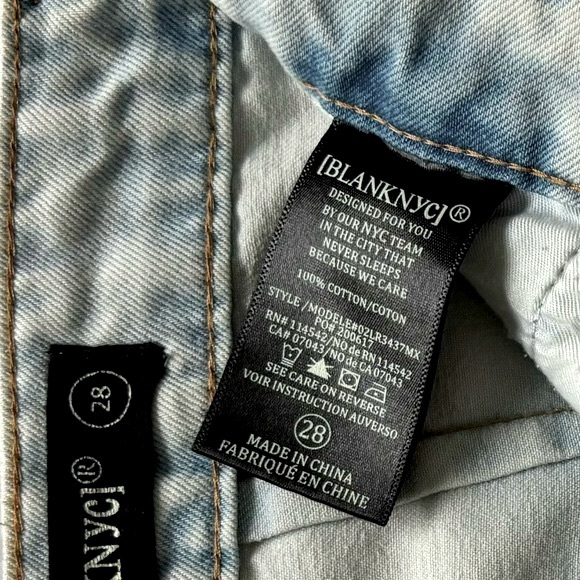 [BLANKNYC]®
DESIGNED FOR YOU
BY OUR NYC TEAM
IN THE CITY THAT
NEVER SLEEPS
BECAUSE WE CARE
100% COTTON/COTON
STYLE / MODELE#02LR3437MX
PO# 200617
RN# 114542/NO de RN 114542
CA# 07043/NO de CA 07043
SEE CARE ON REVERSE
VOIR INSTRUCTION AUVERSO
28
MADE IN CHINA
FABRIQUÉ EN CHINE
28
KNYC]®